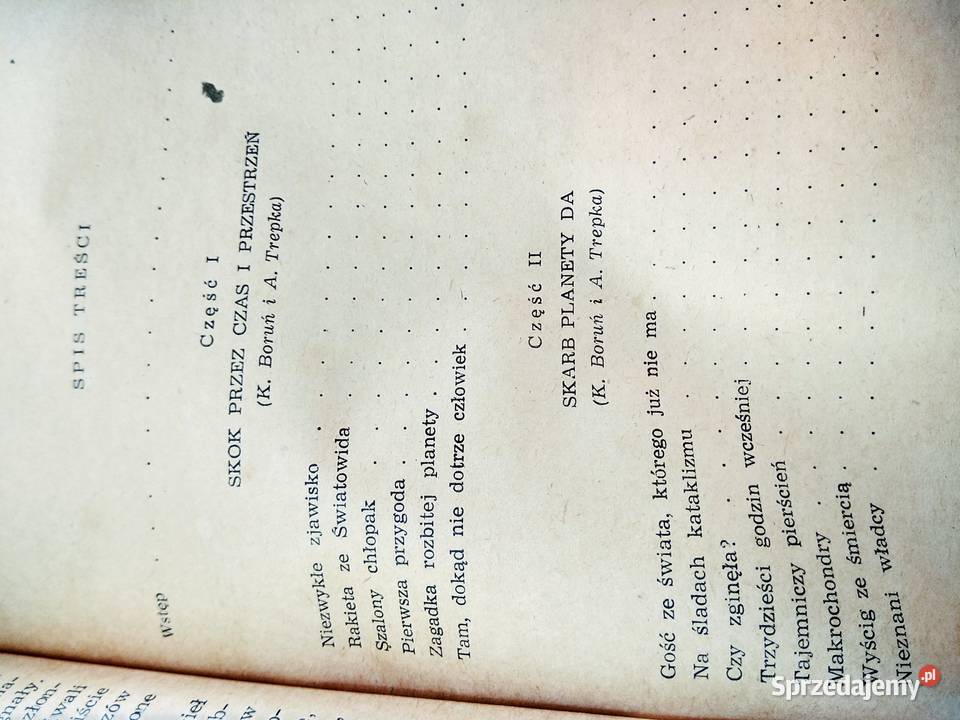 SPIS TREŚCI
Wstęp
Część I
SKOK PRZEZ CZAS I PRZESTRZEŃ
(K. Boruń i A. Trepka)
Niezwykłe zjawisko
Rakieta ze Światowida
Szalony chłopak
Pierwsza przygoda
Zagadka rozbitej planety
Tam, dokąd nie dotrze człowiek
Część II
SKARB PLANETY DA
(K. Boruń i A. Trepka)
Gość ze świata, którego już nie ma
Na śladach kataklizmu
Czy zginęła?
Trzydzieści godzin wcześniej
Tajemniczy pierścień
Makrochondry
Wyścig ze śmiercią
Nieznani władcy
Sprzedajemy.pl